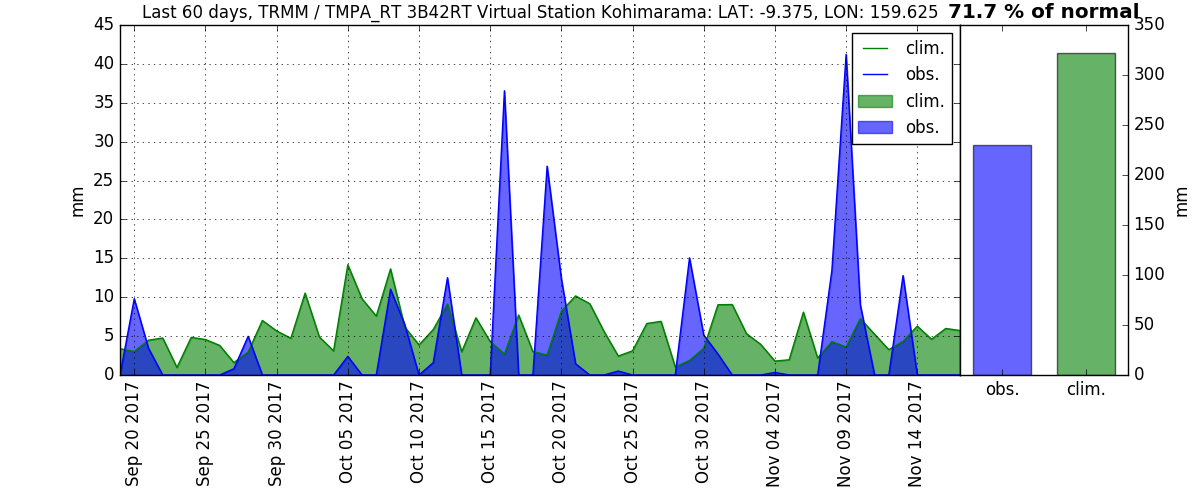 Last 60 days, TRMM / TMPA_RT 3B42RT Virtual Station Kohimarama: LAT: -9.375, LON: 159.625 71.7 % of normal
clim.
obs.
clim.
obs.
mm
45
40
35
30
25
20
15
10
5
0
Sep 20 2017
Sep 25 2017
Sep 30 2017
Oct 05 2017
Oct 10 2017
Oct 15 2017
Oct 20 2017
Oct 25 2017
Oct 30 2017
Nov 04 2017
Nov 09 2017
Nov 14 2017
350
300
250
200
150
100
50
0
mm
obs. clim.